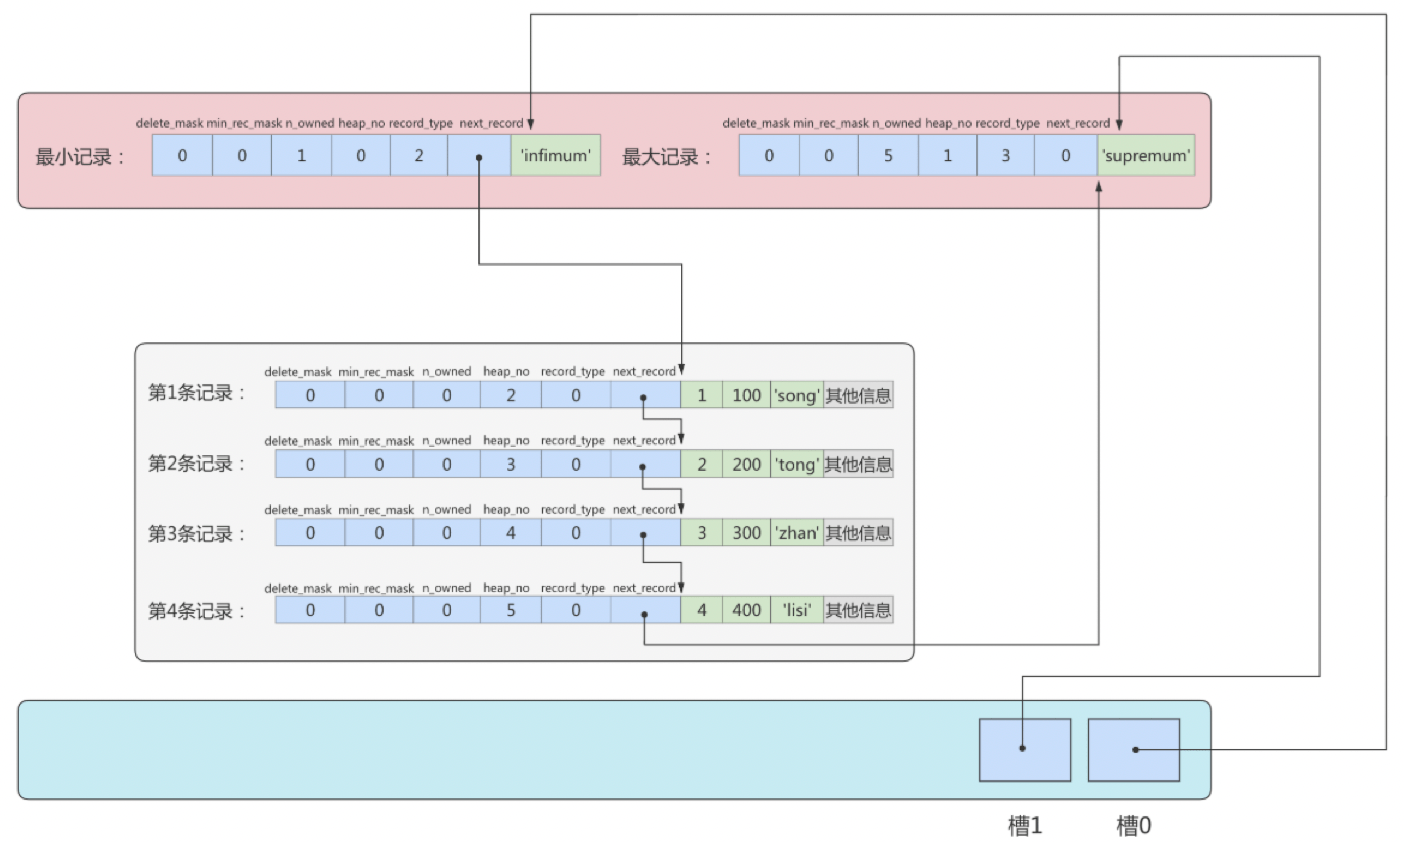 delete_mask min_rec_mask n_owned heap_no record_type next_record
最小记录： 0 0 1 0 2 'infimum'
delete_mask min_rec_mask n_owned heap_no record_type next_record
最大记录： 0 0 5 1 3 0 'supremum'
delete_mask min_rec_mask n_owned heap_no record_type next_record
第1条记录： 0 0 0 2 0 1 100 'song' 其他信息
delete_mask min_rec_mask n_owned heap_no record_type next_record
第2条记录： 0 0 0 3 0 2 200 'tong' 其他信息
delete_mask min_rec_mask n_owned heap_no record_type next_record
第3条记录： 0 0 0 4 0 3 300 'zhan' 其他信息
delete_mask min_rec_mask n_owned heap_no record_type next_record
第4条记录： 0 0 0 5 0 4 400 'lisi' 其他信息
槽1 槽0